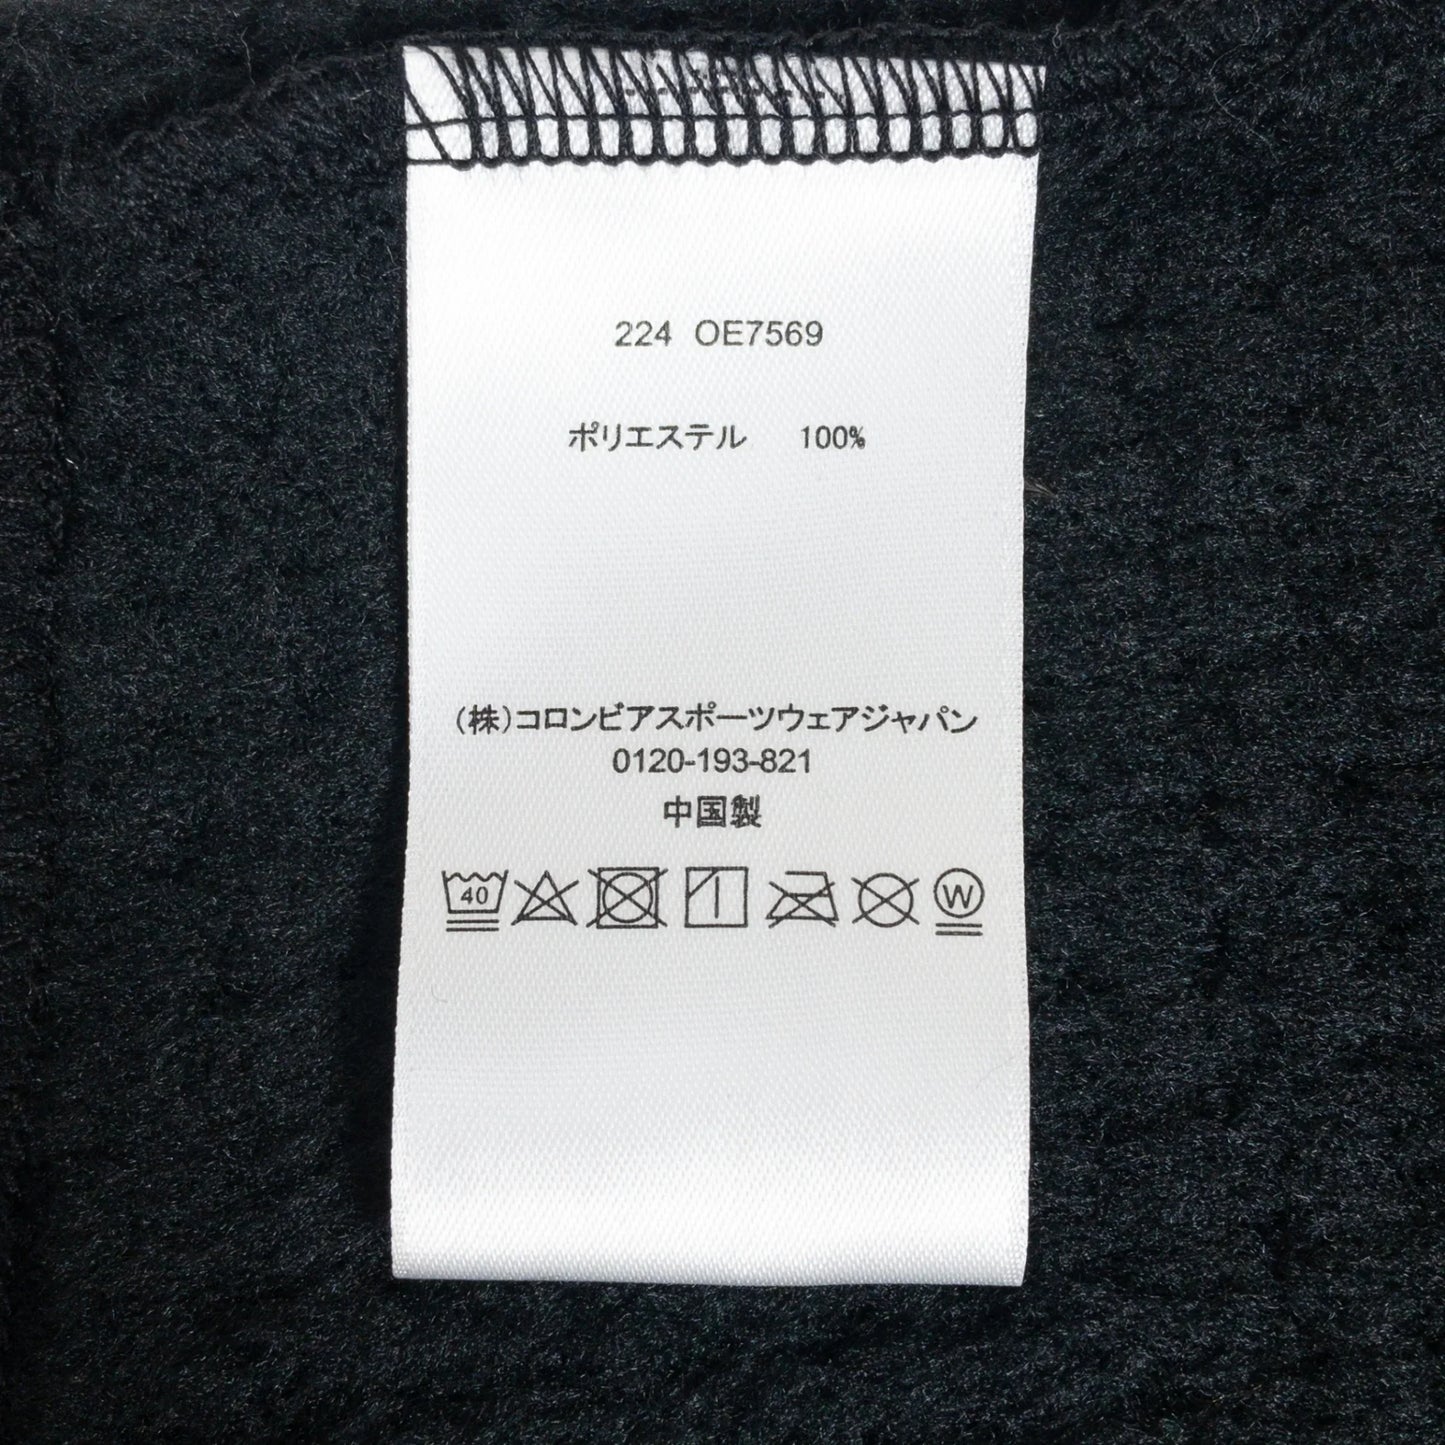 224 OE7569
ポリエステル 100%
(株)コロンビアスポーツウェアジャパン
0120-193-821
中国製
40 W